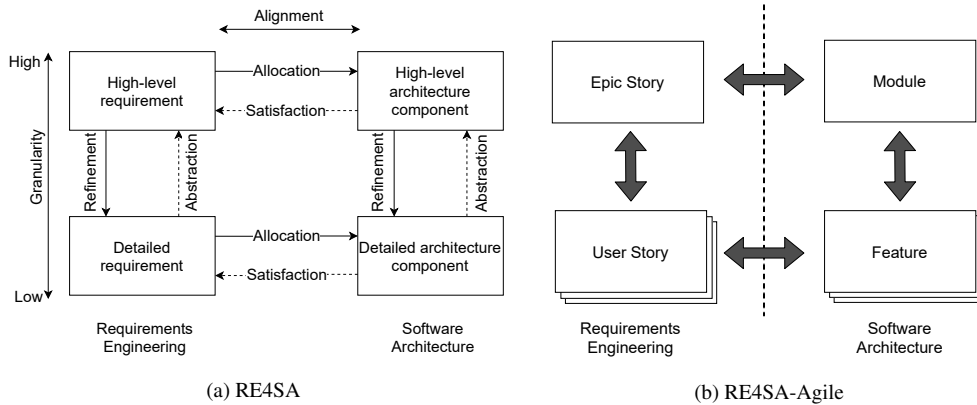 Alignment
High
High-level
requirement
Allocation
Satisfaction
High-level
architecture
component
Granularity
Refinement
Abstraction
Refinement
Abstraction
Detailed
requirement
Allocation
Satisfaction
Detailed architecture
component
Low
Requirements
Engineering
Software
Architecture
(a) RE4SA
Epic Story
Module
User Story
Feature
Requirements
Engineering
Software
Architecture
(b) RE4SA-Agile